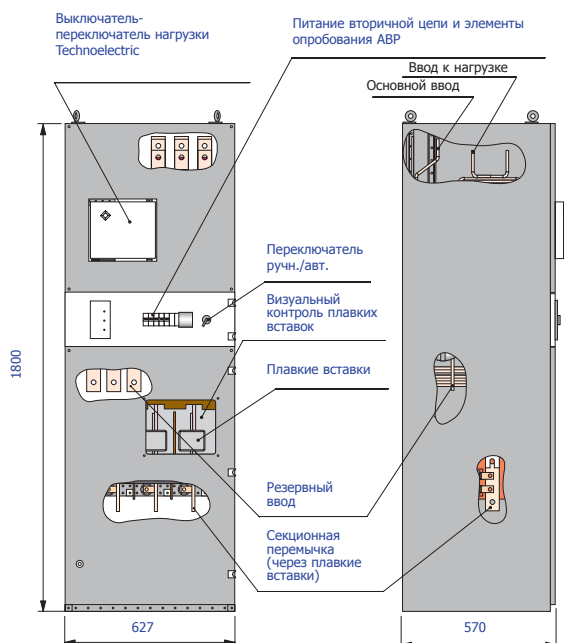 Выключатель-
переключатель нагрузки
Technoelectric
Питание вторичной цепи и элементы
опробования АВР
Ввод к нагрузке
Основной ввод
Переключатель
ручн./авт.
Визуальный
контроль плавких
вставок
Плавкие вставки
Резервный
ввод
Секционная
перемычка
(через плавкие
вставки)
1800
627
570